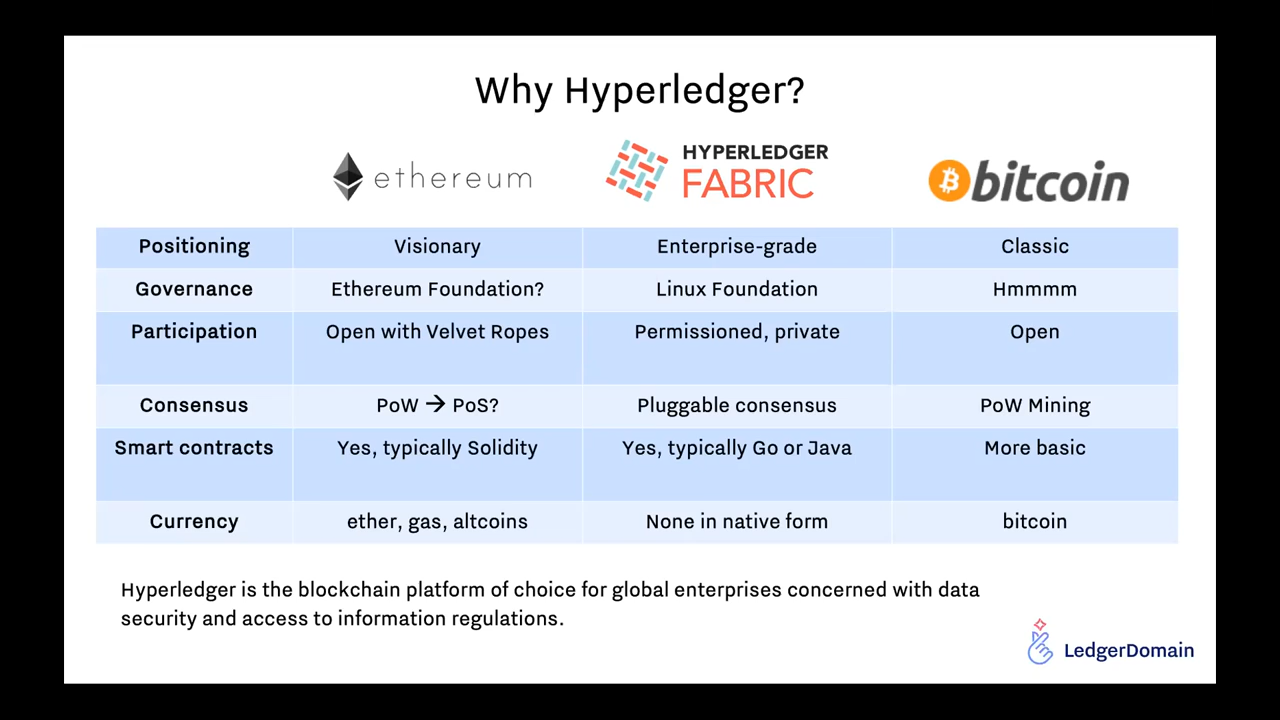 Why Hyperledger?
ethereum
HYPERLEDGER
FABRIC
bitcoin
Positioning Visionary Enterprise-grade Classic
Governance Ethereum Foundation? Linux Foundation Hmmmm
Participation Open with Velvet Ropes Permissioned, private Open
Consensus PoW → PoS? Pluggable consensus PoW Mining
Smart contracts Yes, typically Solidity Yes, typically Go or Java More basic
Currency ether, gas, altcoins None in native form bitcoin
Hyperledger is the blockchain platform of choice for global enterprises concerned with data
security and access to information regulations.
LedgerDomain